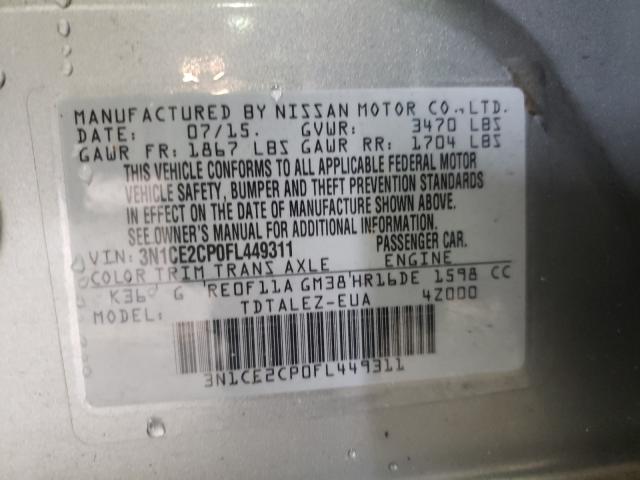 MANUFACTURED BY NISSAN MOTOR CO., LTD.
DATE: 07/15. GVWR: 3470 LBS
GAWR FR: 1867 LBS GAWR RR: 1704 LBS
THIS VEHICLE CONFORMS TO ALL APPLICABLE FEDERAL MOTOR
VEHICLE SAFETY, BUMPER AND THEFT PREVENTION STANDARDS
IN EFFECT ON THE DATE OF MANUFACTURE SHOWN ABOVE.
SEE OWNER'S MANUAL FOR ADDITIONAL INFORMATION.
VIN: 3N1CE2CP0FL449311 PASSENGER CAR.
COLOR TRIM TRANS AXLE ENGINE
K36 G RE0F11A GM38 HR16DE 1598 CC
MODEL: TDTALEZ-EUA 4Z000
3N1CE2CP0FL449311